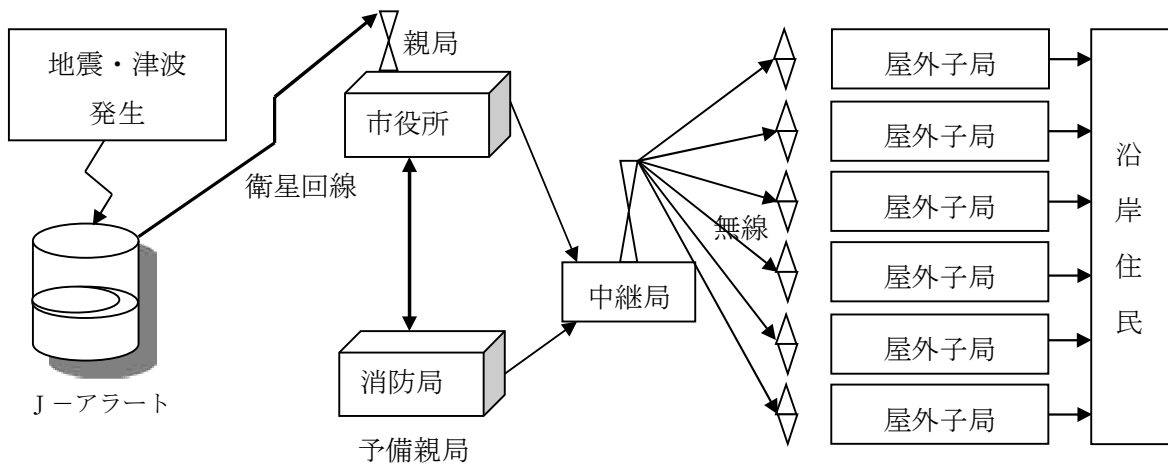 地震・津波
発生
J－アラート
衛星回線
親局
市役所
消防局
予備親局
中継局
無線
屋外子局
屋外子局
屋外子局
屋外子局
屋外子局
屋外子局
沿岸住民